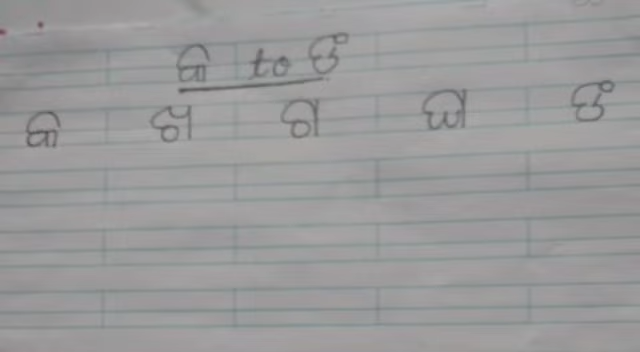 କ to ଙ
କ ଖ ଗ ଘ ଙ